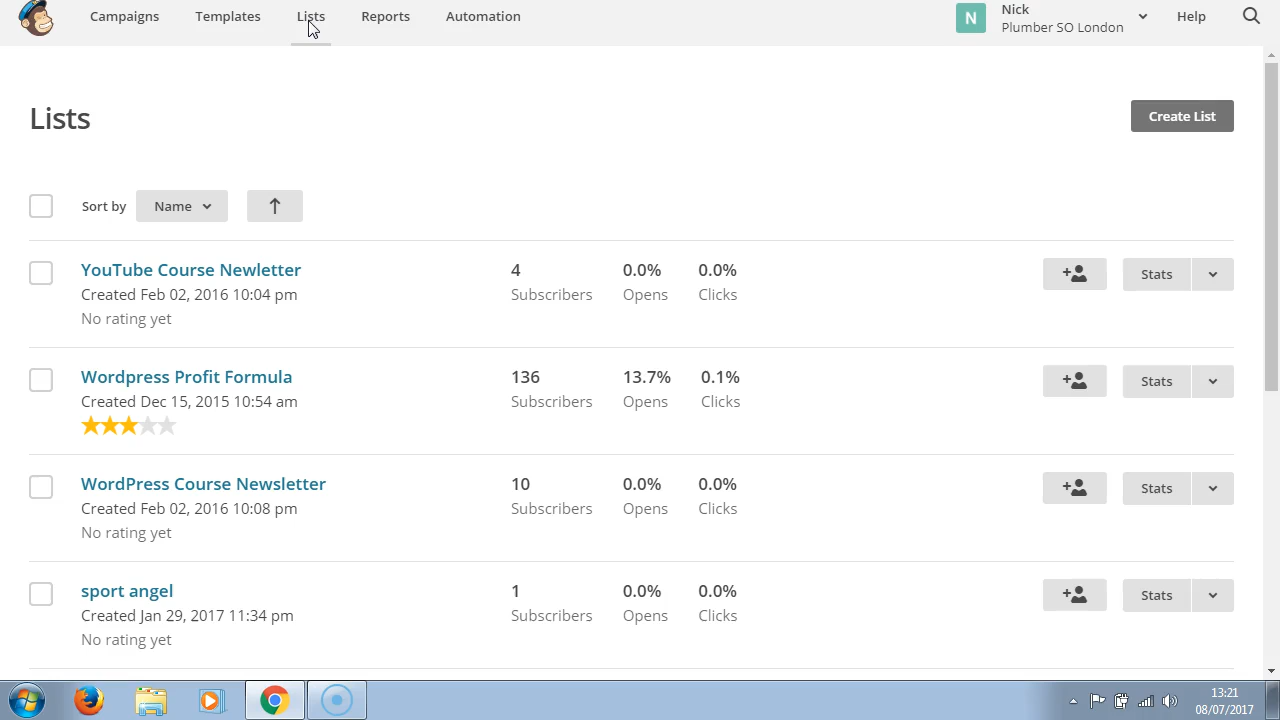 Campaigns Templates Lists Reports Automation
Nick
Plumber SO London
Help
N
Lists
Create List
Sort by Name
YouTube Course Newletter
Created Feb 02, 2016 10:04 pm
No rating yet
4 0.0% 0.0%
Subscribers Opens Clicks
Stats
Wordpress Profit Formula
Created Dec 15, 2015 10:54 am
136 13.7% 0.1%
Subscribers Opens Clicks
Stats
WordPress Course Newsletter
Created Feb 02, 2016 10:08 pm
No rating yet
10 0.0% 0.0%
Subscribers Opens Clicks
Stats
sport angel
Created Jan 29, 2017 11:34 pm
No rating yet
1 0.0% 0.0%
Subscribers Opens Clicks
Stats
13:21
08/07/2017